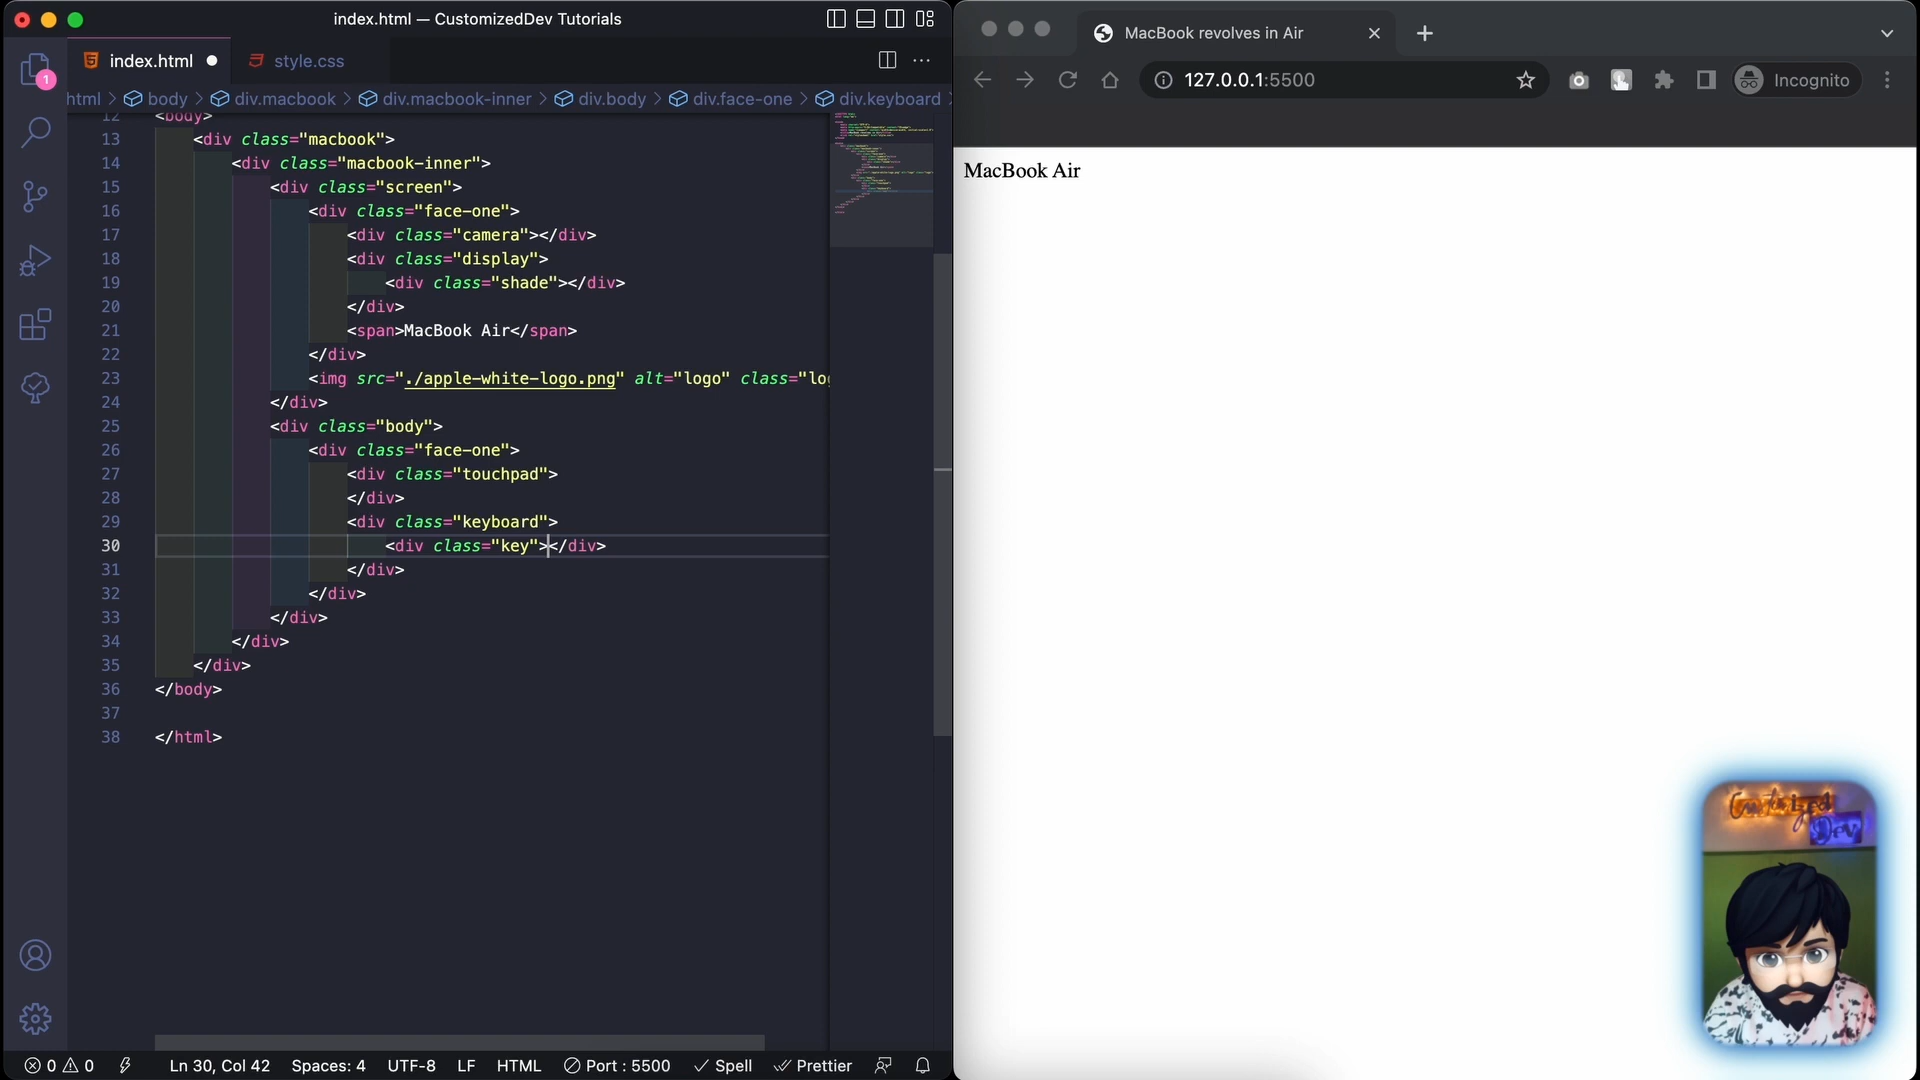 index.html — CustomizedDev Tutorials
index.html
style.css
html > body > div.macbook > div.macbook-inner > div.body > div.face-one > div.keyboard >
1
12 <body>
13 <div class="macbook">
14 <div class="macbook-inner">
15 <div class="screen">
16 <div class="face-one">
17 <div class="camera"></div>
18 <div class="display">
19 <div class="shade"></div>
20 </div>
21 <span>MacBook Air</span>
22 </div>
23 <img src="./apple-white-logo.png" alt="logo" class="lo
24 </div>
25 <div class="body">
26 <div class="face-one">
27 <div class="touchpad">
28 </div>
29 <div class="keyboard">
30 <div class="key"></div>
31 </div>
32 </div>
33 </div>
34 </div>
35 </div>
36 </body>
37
38 </html>
0 0 Ln 30, Col 42 Spaces: 4 UTF-8 LF HTML Port : 5500 Spell Prettier
MacBook revolves in Air
127.0.0.1:5500
Incognito
MacBook Air
Customized
Dev